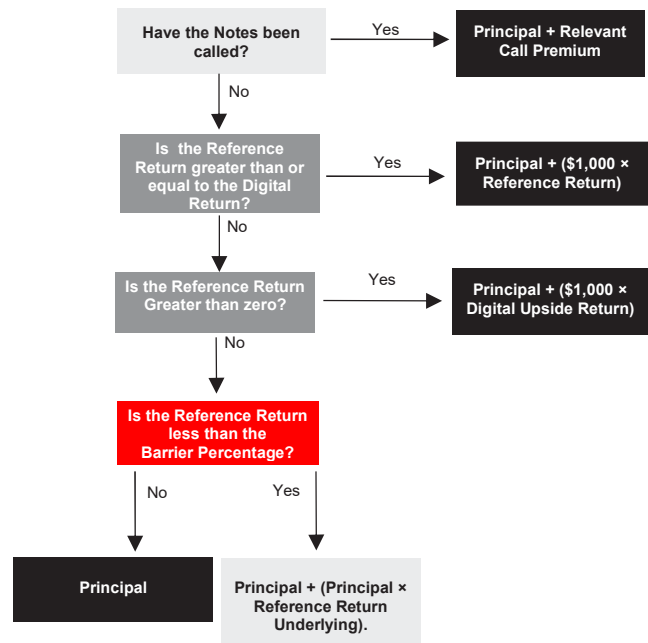 Have the Notes been
called?
Yes
Principal + Relevant
Call Premium
No
Is the Reference
Return greater than or
equal to the Digital
Return?
Yes
Principal + ($1,000 ×
Reference Return)
No
Is the Reference Return
Greater than zero?
Yes
Principal + ($1,000 ×
Digital Upside Return)
No
Is the Reference Return
less than the
Barrier Percentage?
No
Yes
Principal
Principal + (Principal ×
Reference Return
Underlying).